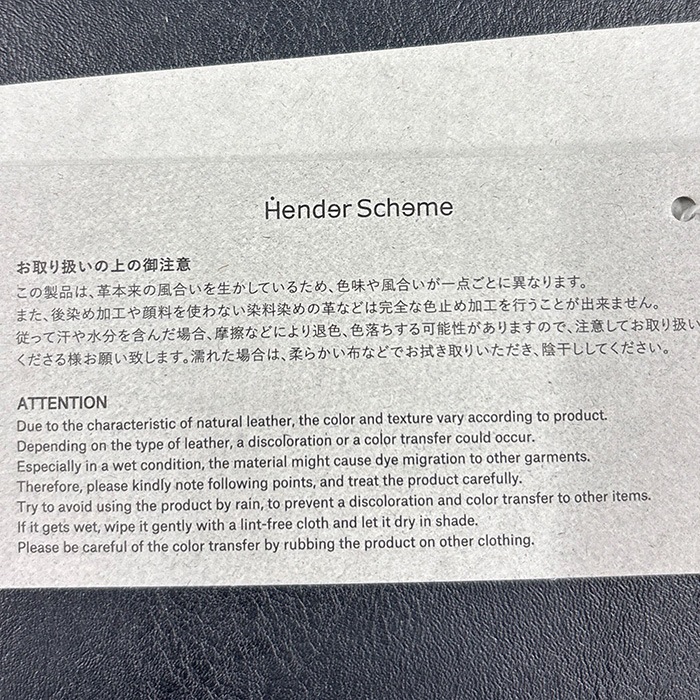 Hender Scheme
お取り扱いの上の御注意
この製品は、革本来の風合いを生かしているため、色味や風合いが一点ごとに異なります。
また、後染め加工や顔料を使わない染料染めの革などは完全な色止め加工を行うことが出来ません。
従って汗や水分を含んだ場合、摩擦などにより退色、色落ちする可能性がありますので、注意してお取り扱い
くださる様お願い致します。濡れた場合は、柔らかい布などでお拭き取りいただき、陰干ししてください。
ATTENTION
Due to the characteristic of natural leather, the color and texture vary according to product.
Depending on the type of leather, a discoloration or a color transfer could occur.
Especially in a wet condition, the material might cause dye migration to other garments.
Therefore, please kindly note following points, and treat the product carefully.
Try to avoid using the product by rain, to prevent a discoloration and color transfer to other items.
If it gets wet, wipe it gently with a lint-free cloth and let it dry in shade.
Please be careful of the color transfer by rubbing the product on other clothing.